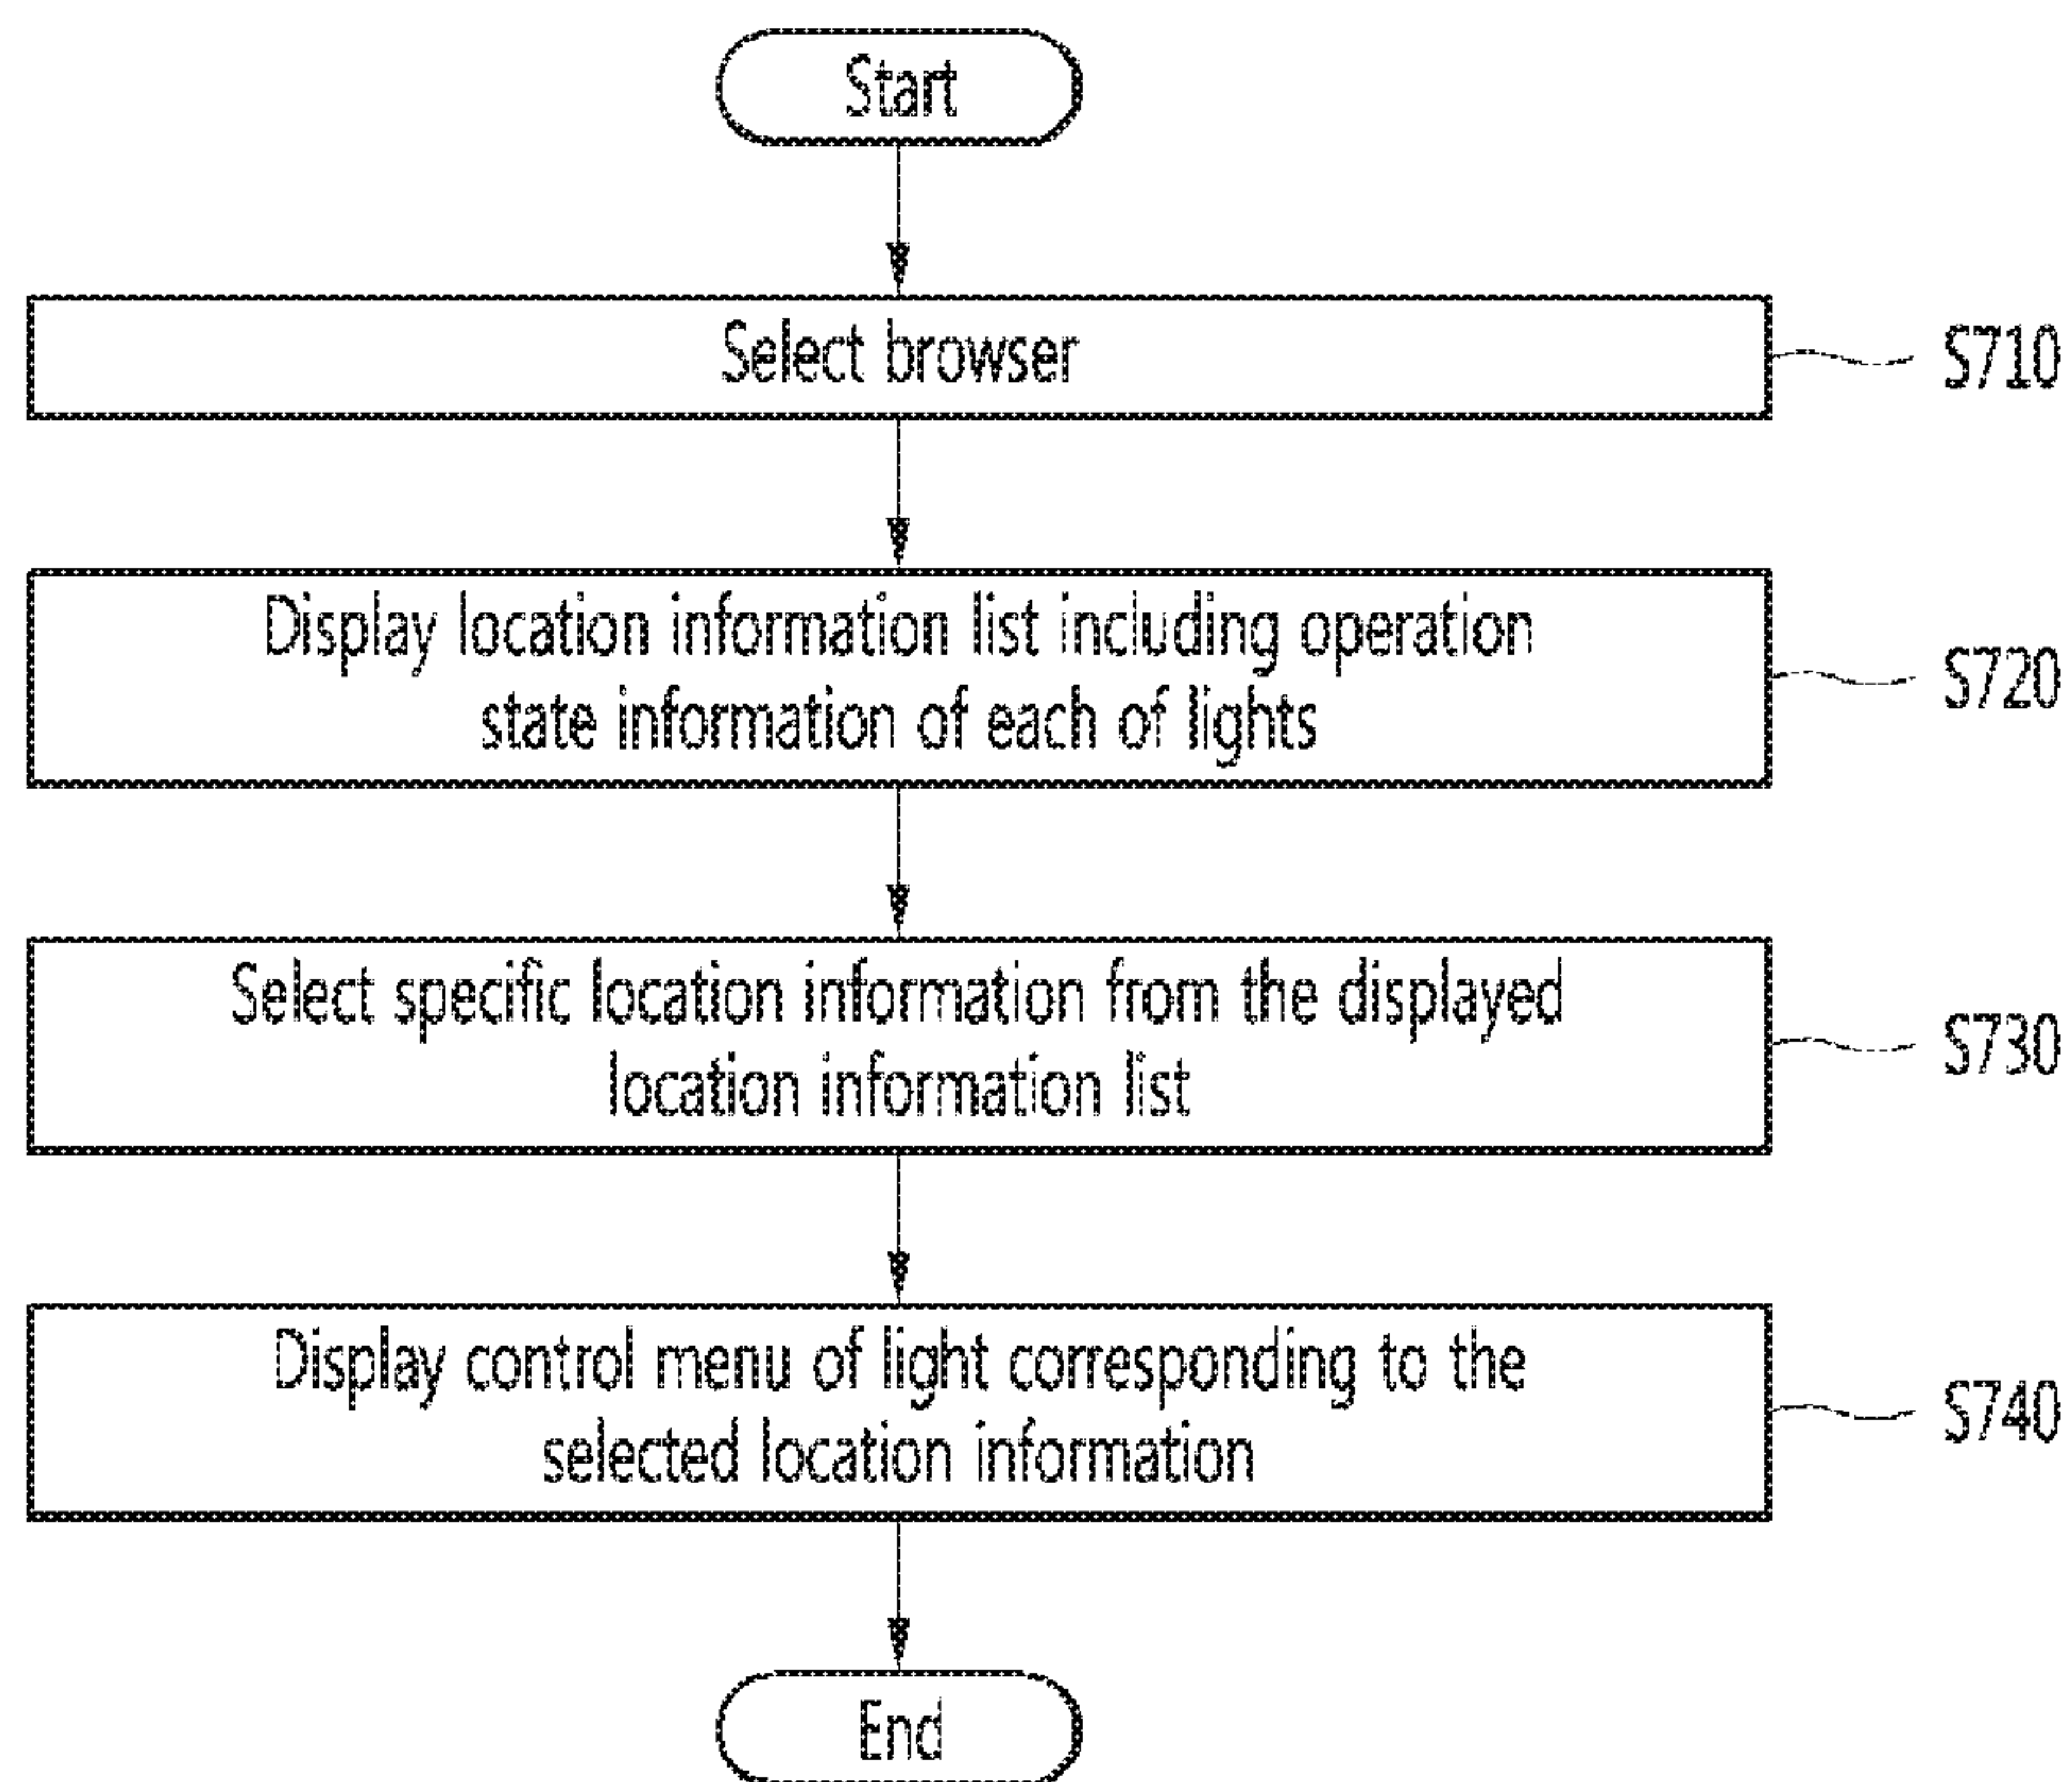 Start
Select browser
S710
Display location information list including operation
state information of each of lights
S720
Select specific location information from the displayed
location information list
S730
Display control menu of light corresponding to the
selected location information
S740
End